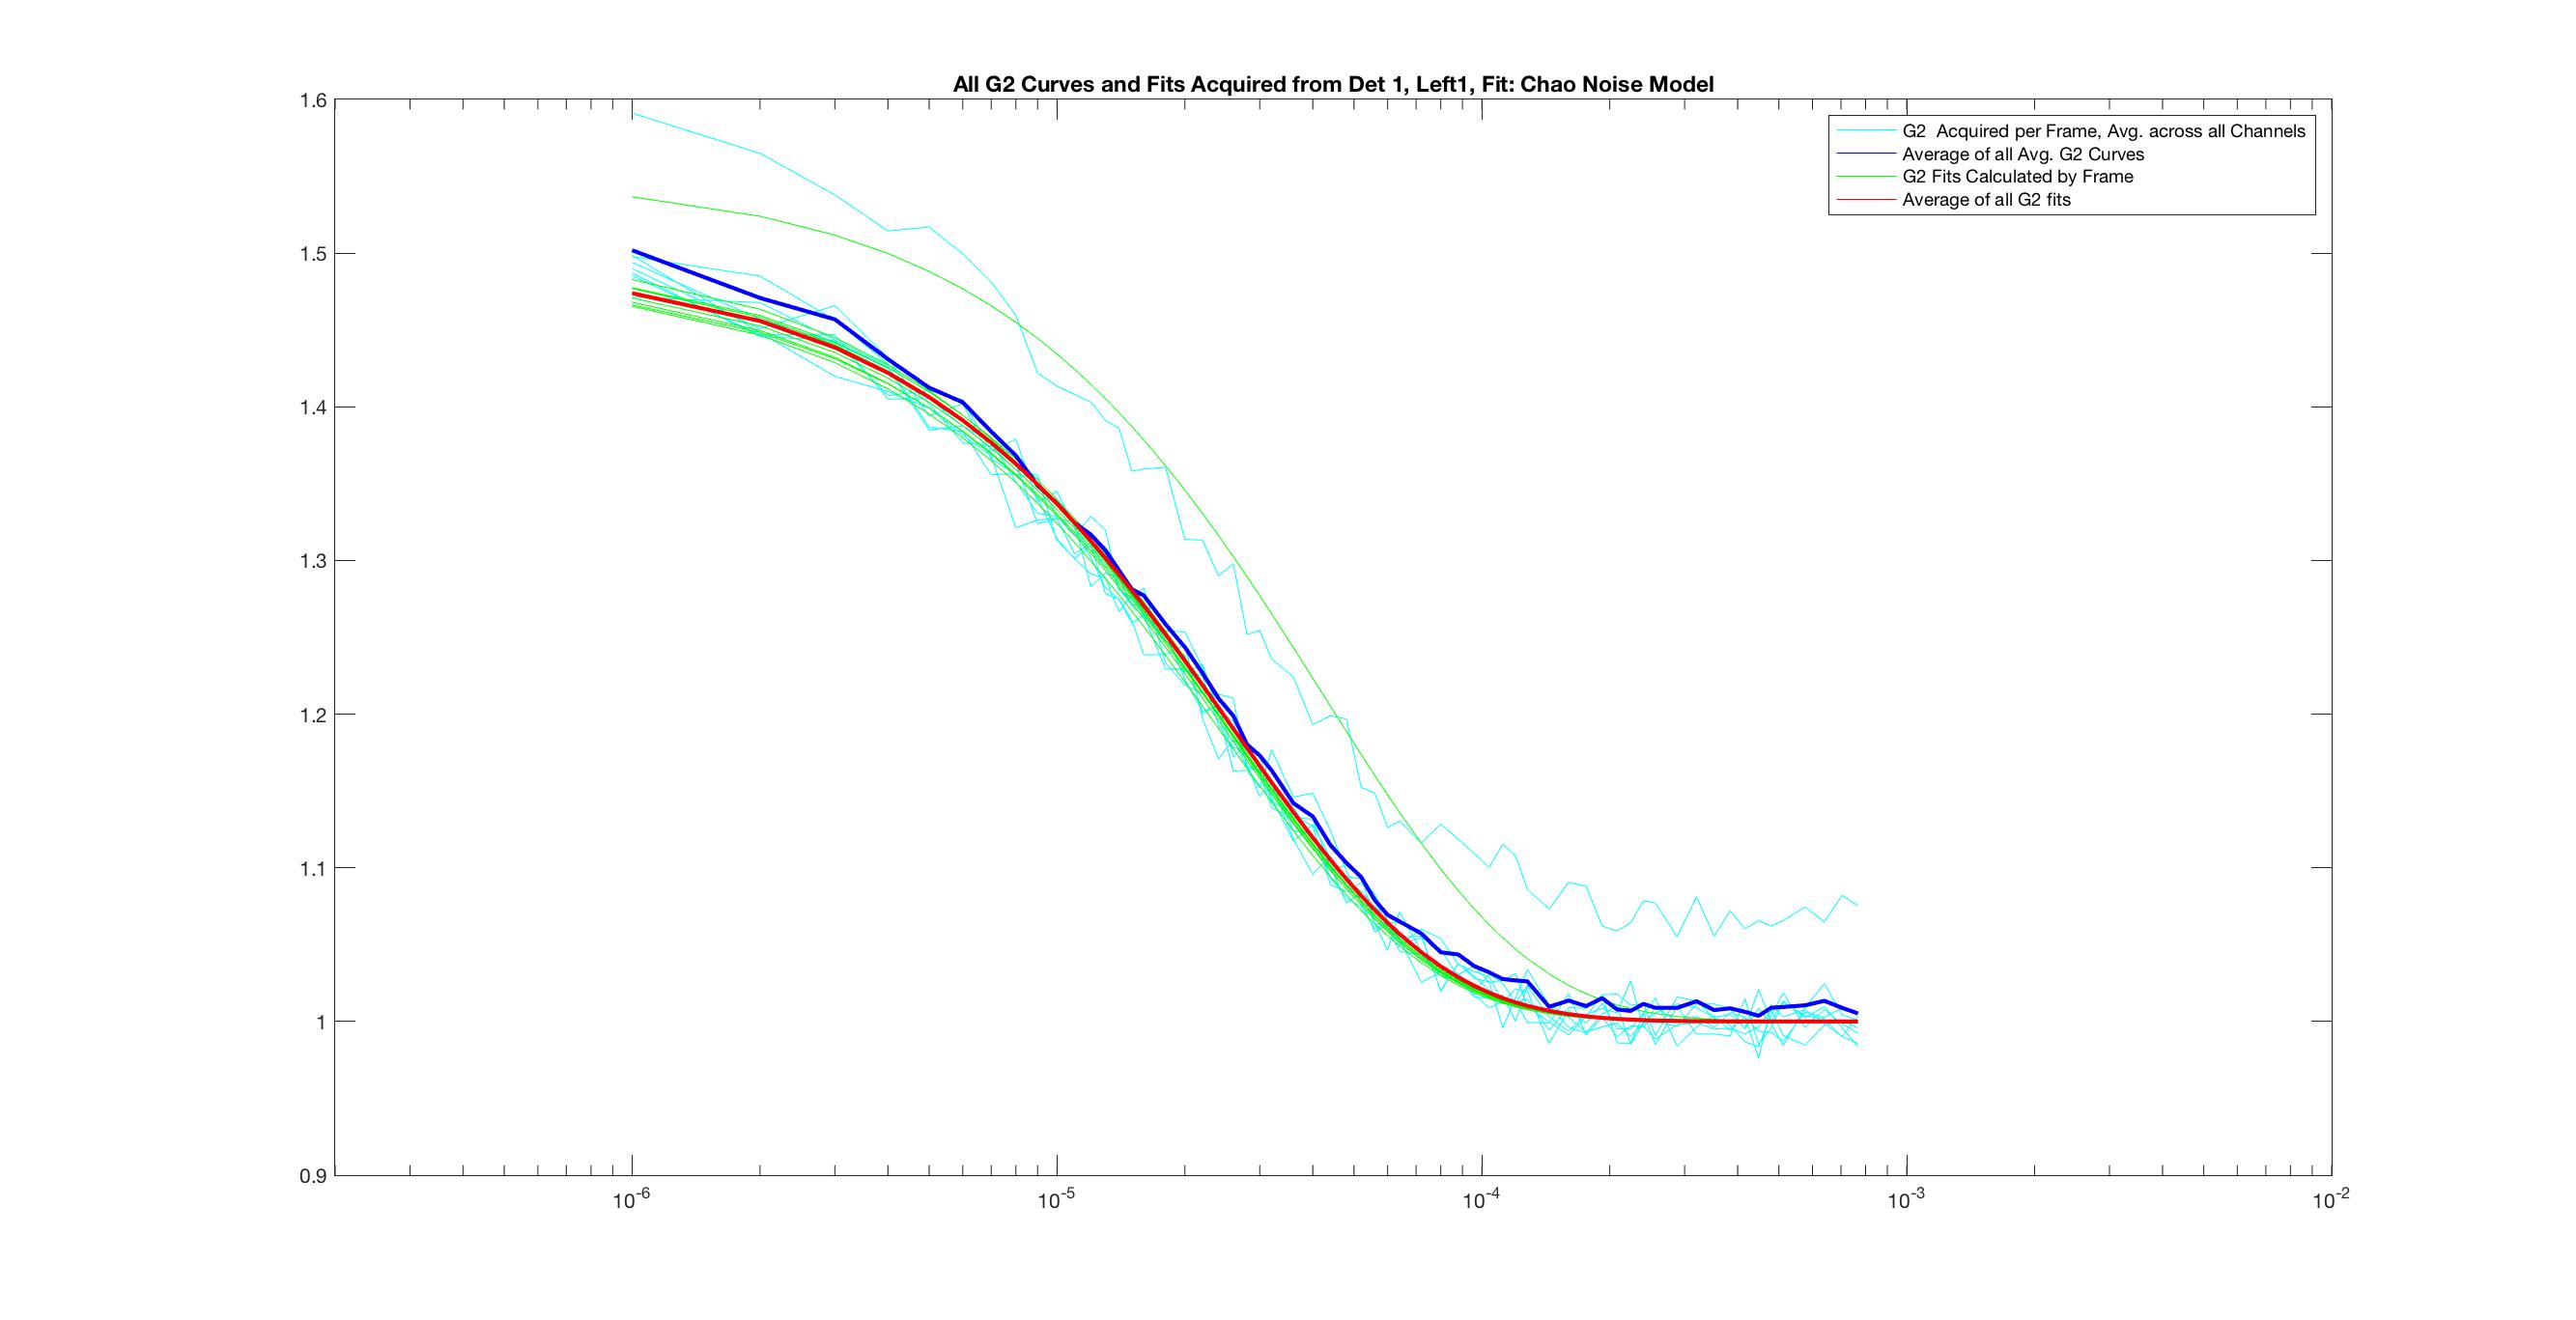 All G2 Curves and Fits Acquired from Det 1, Left1, Fit: Chao Noise Model
G2  Acquired per Frame, Avg. across all Channels
Average of all Avg. G2 Curves
G2 Fits Calculated by Frame
Average of all G2 fits
1.6
1.5
1.4
1.3
1.2
1.1
1
0.9
10-6 10-5 10-4 10-3 10-2